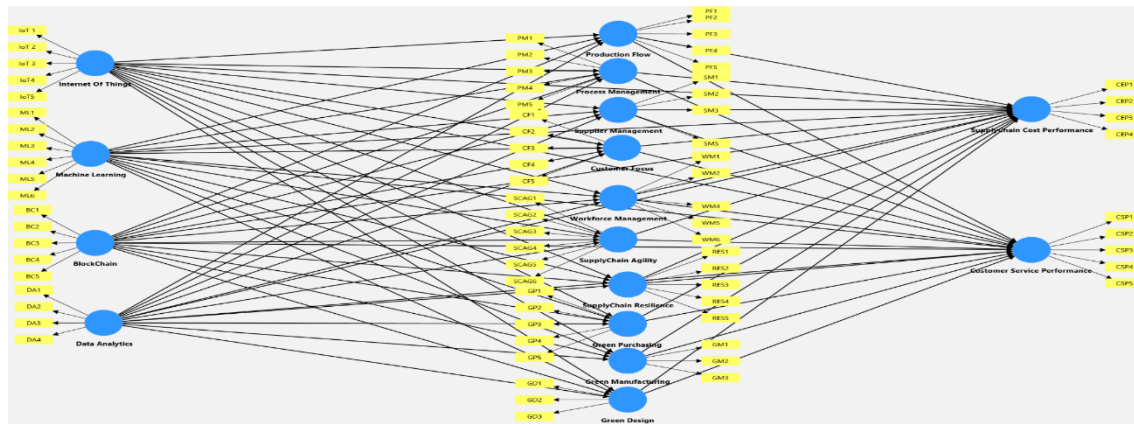 IoT 1
IoT 2
IoT 3
IoT4
IoT5
Internet Of Things
ML1
ML2
ML3
ML4
ML5
ML6
Machine Learning
BC1
BC2
BC3
BC4
BC5
BlockChain
DA1
DA2
DA3
DA4
Data Analytics
PF1
PF2
PF3
PF4
PF5
Production Flow
PM1
PM2
PM3
PM4
PM5
Process Management
SM1
SM2
SM3
SM5
Supplier Management
CF1
CF2
CF3
CF4
CF5
Customer Focus
WM1
WM2
WM4
WM5
WM6
Workforce Management
SCAG1
SCAG2
SCAG3
SCAG4
SCAG5
SCAG6
SupplyChain Agility
RES1
RES2
RES3
RES4
RES5
SupplyChain Resilience
GP1
GP2
GP3
GP4
GP5
Green Purchasing
GM1
GM2
GM3
Green Manufacturing
GD1
GD2
GD3
Green Design
CEP1
CEP2
CEP3
CEP4
SupplyChain Cost Performance
CSP1
CSP2
CSP3
CSP4
CSP5
Customer Service Performance